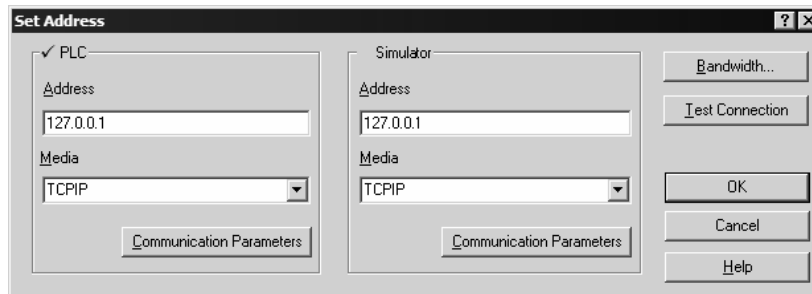 Set Address
✓ PLC
Address
127.0.0.1
Media
TCPIP
Communication Parameters
Simulator
Address
127.0.0.1
Media
TCPIP
Communication Parameters
Bandwidth...
Test Connection
OK
Cancel
Help